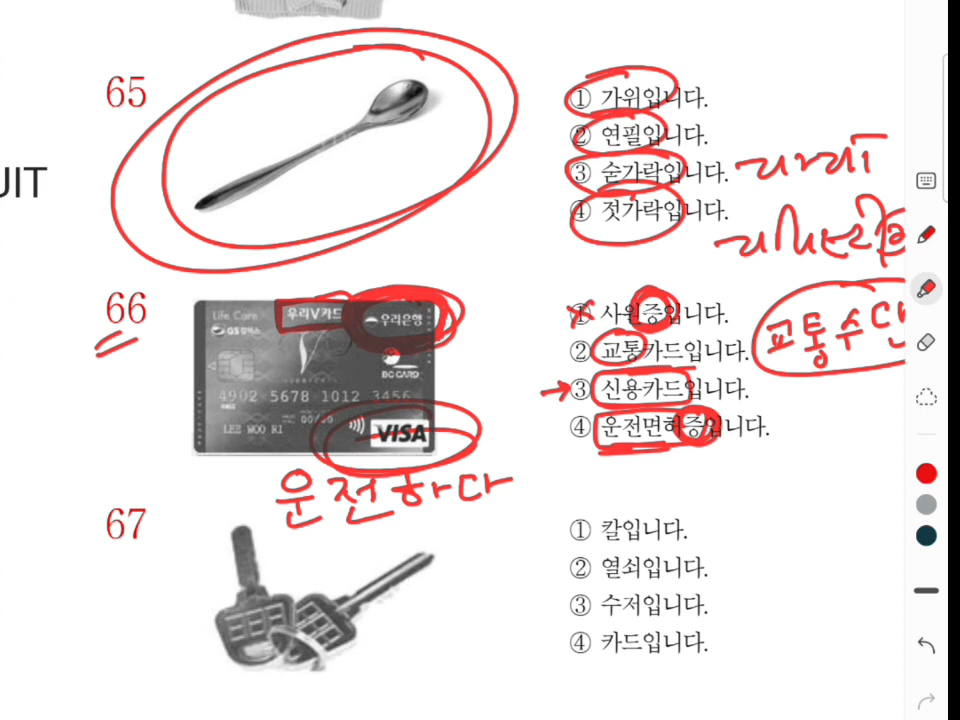 UIT
65
① 가위입니다.
② 연필입니다.
③ 숟가락입니다.
④ 젓가락입니다.
66
Life Care
우리V카드
우리은행
GS칼텍스
BC CARD
4902 5678 1012 3456
LEE WOO RI
VISA
① 사원증입니다.
② 교통카드입니다.
③ 신용카드입니다.
④ 운전면허증입니다.
교통수단
운전하다
67
① 칼입니다.
② 열쇠입니다.
③ 수저입니다.
④ 카드입니다.